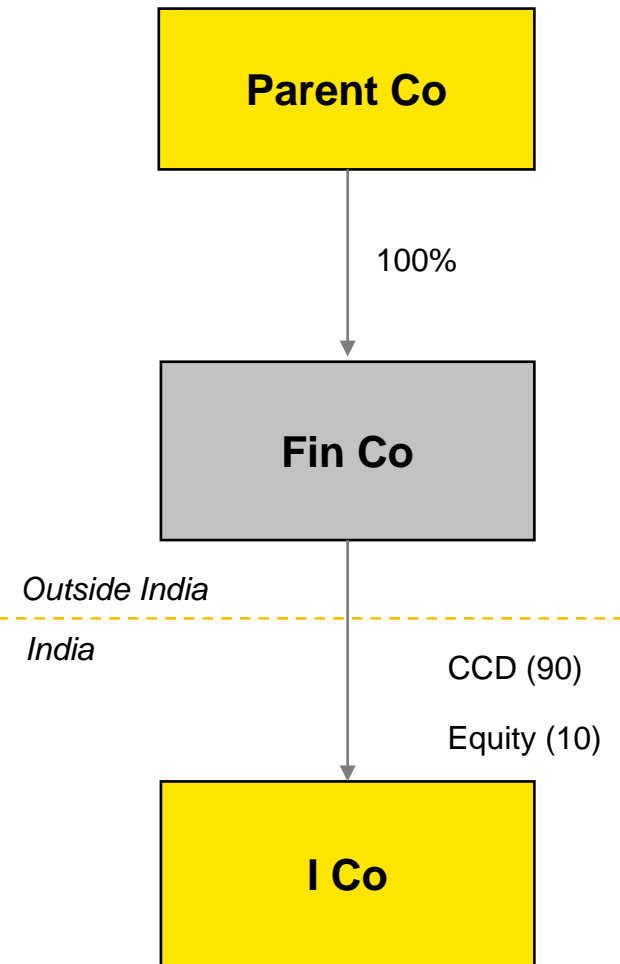 Parent Co
100%
Fin Co
Outside India
India
CCD (90)
Equity (10)
I Co